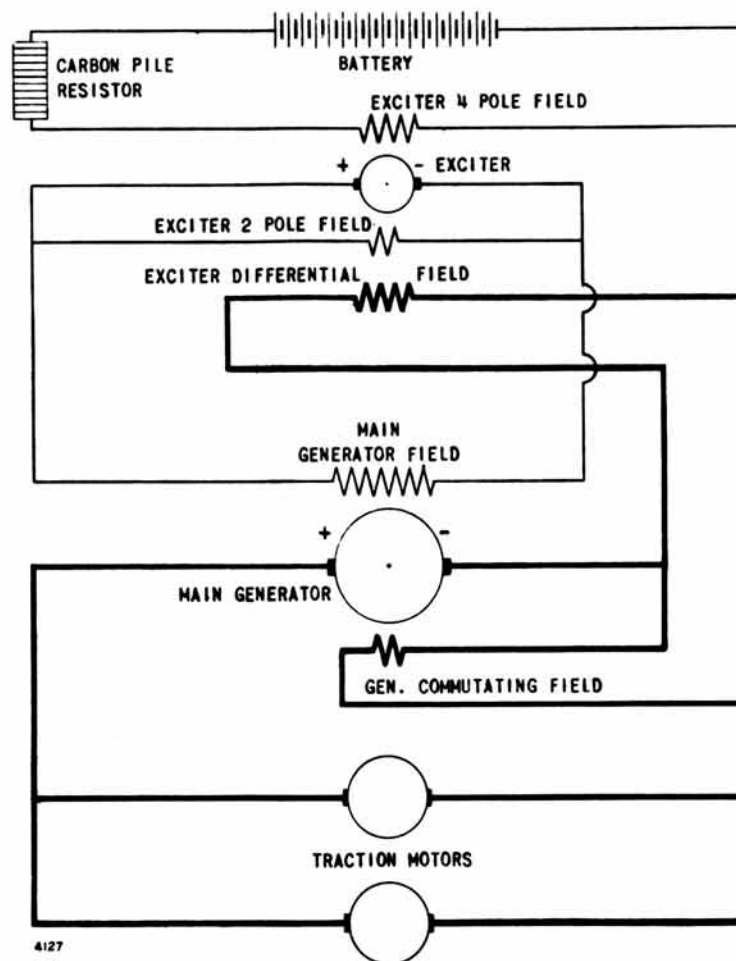 CARBON PILE
RESISTOR
BATTERY
EXCITER 4 POLE FIELD
+ - EXCITER
EXCITER 2 POLE FIELD
EXCITER DIFFERENTIAL FIELD
MAIN
GENERATOR FIELD
+ -
MAIN GENERATOR
GEN. COMMUTATING FIELD
TRACTION MOTORS
4127